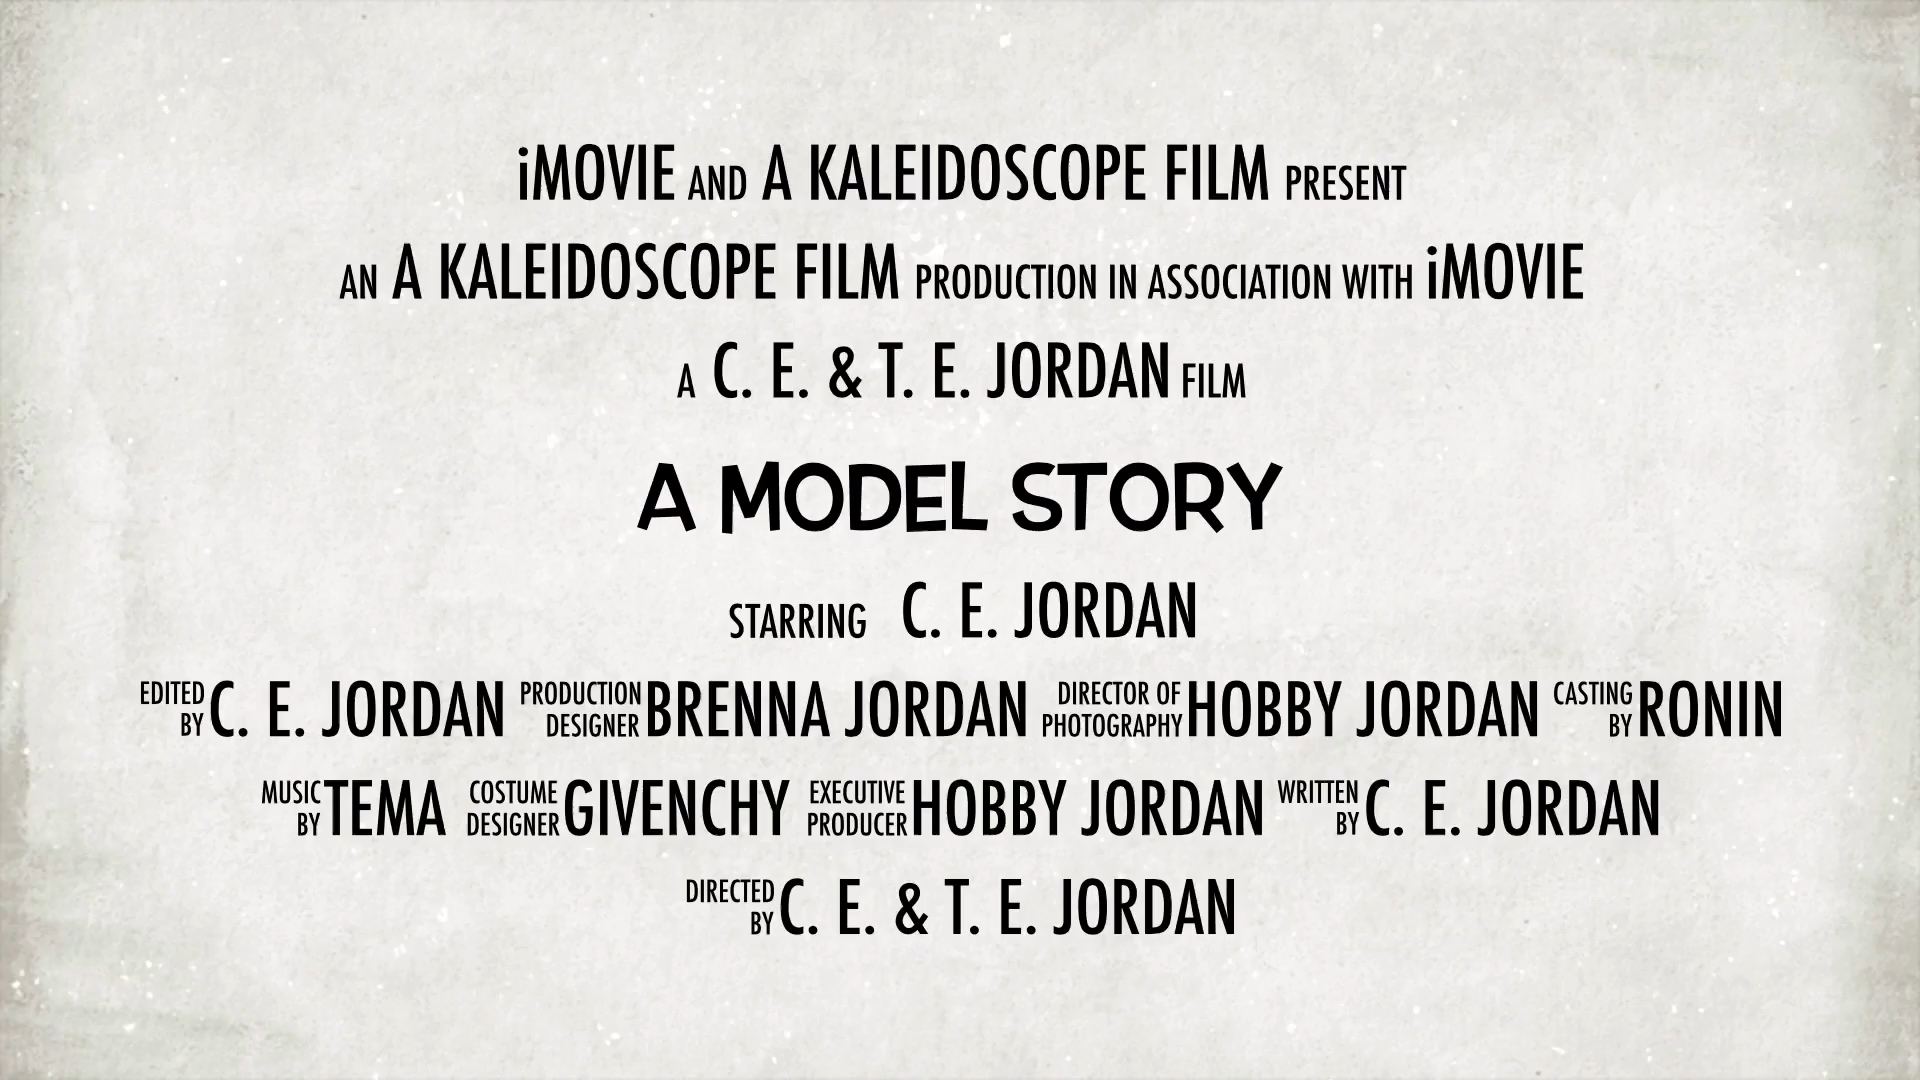 iMOVIE AND A KALEIDOSCOPE FILM PRESENT
AN A KALEIDOSCOPE FILM PRODUCTION IN ASSOCIATION WITH iMOVIE
A C. E. & T. E. JORDAN FILM
A MODEL STORY
STARRING C. E. JORDAN
EDITED BY C. E. JORDAN PRODUCTION DESIGNER BRENNA JORDAN DIRECTOR OF PHOTOGRAPHY HOBBY JORDAN CASTING BY RONIN
MUSIC BY TEMA COSTUME DESIGNER GIVENCHY EXECUTIVE PRODUCER HOBBY JORDAN WRITTEN BY C. E. JORDAN
DIRECTED BY C. E. & T. E. JORDAN